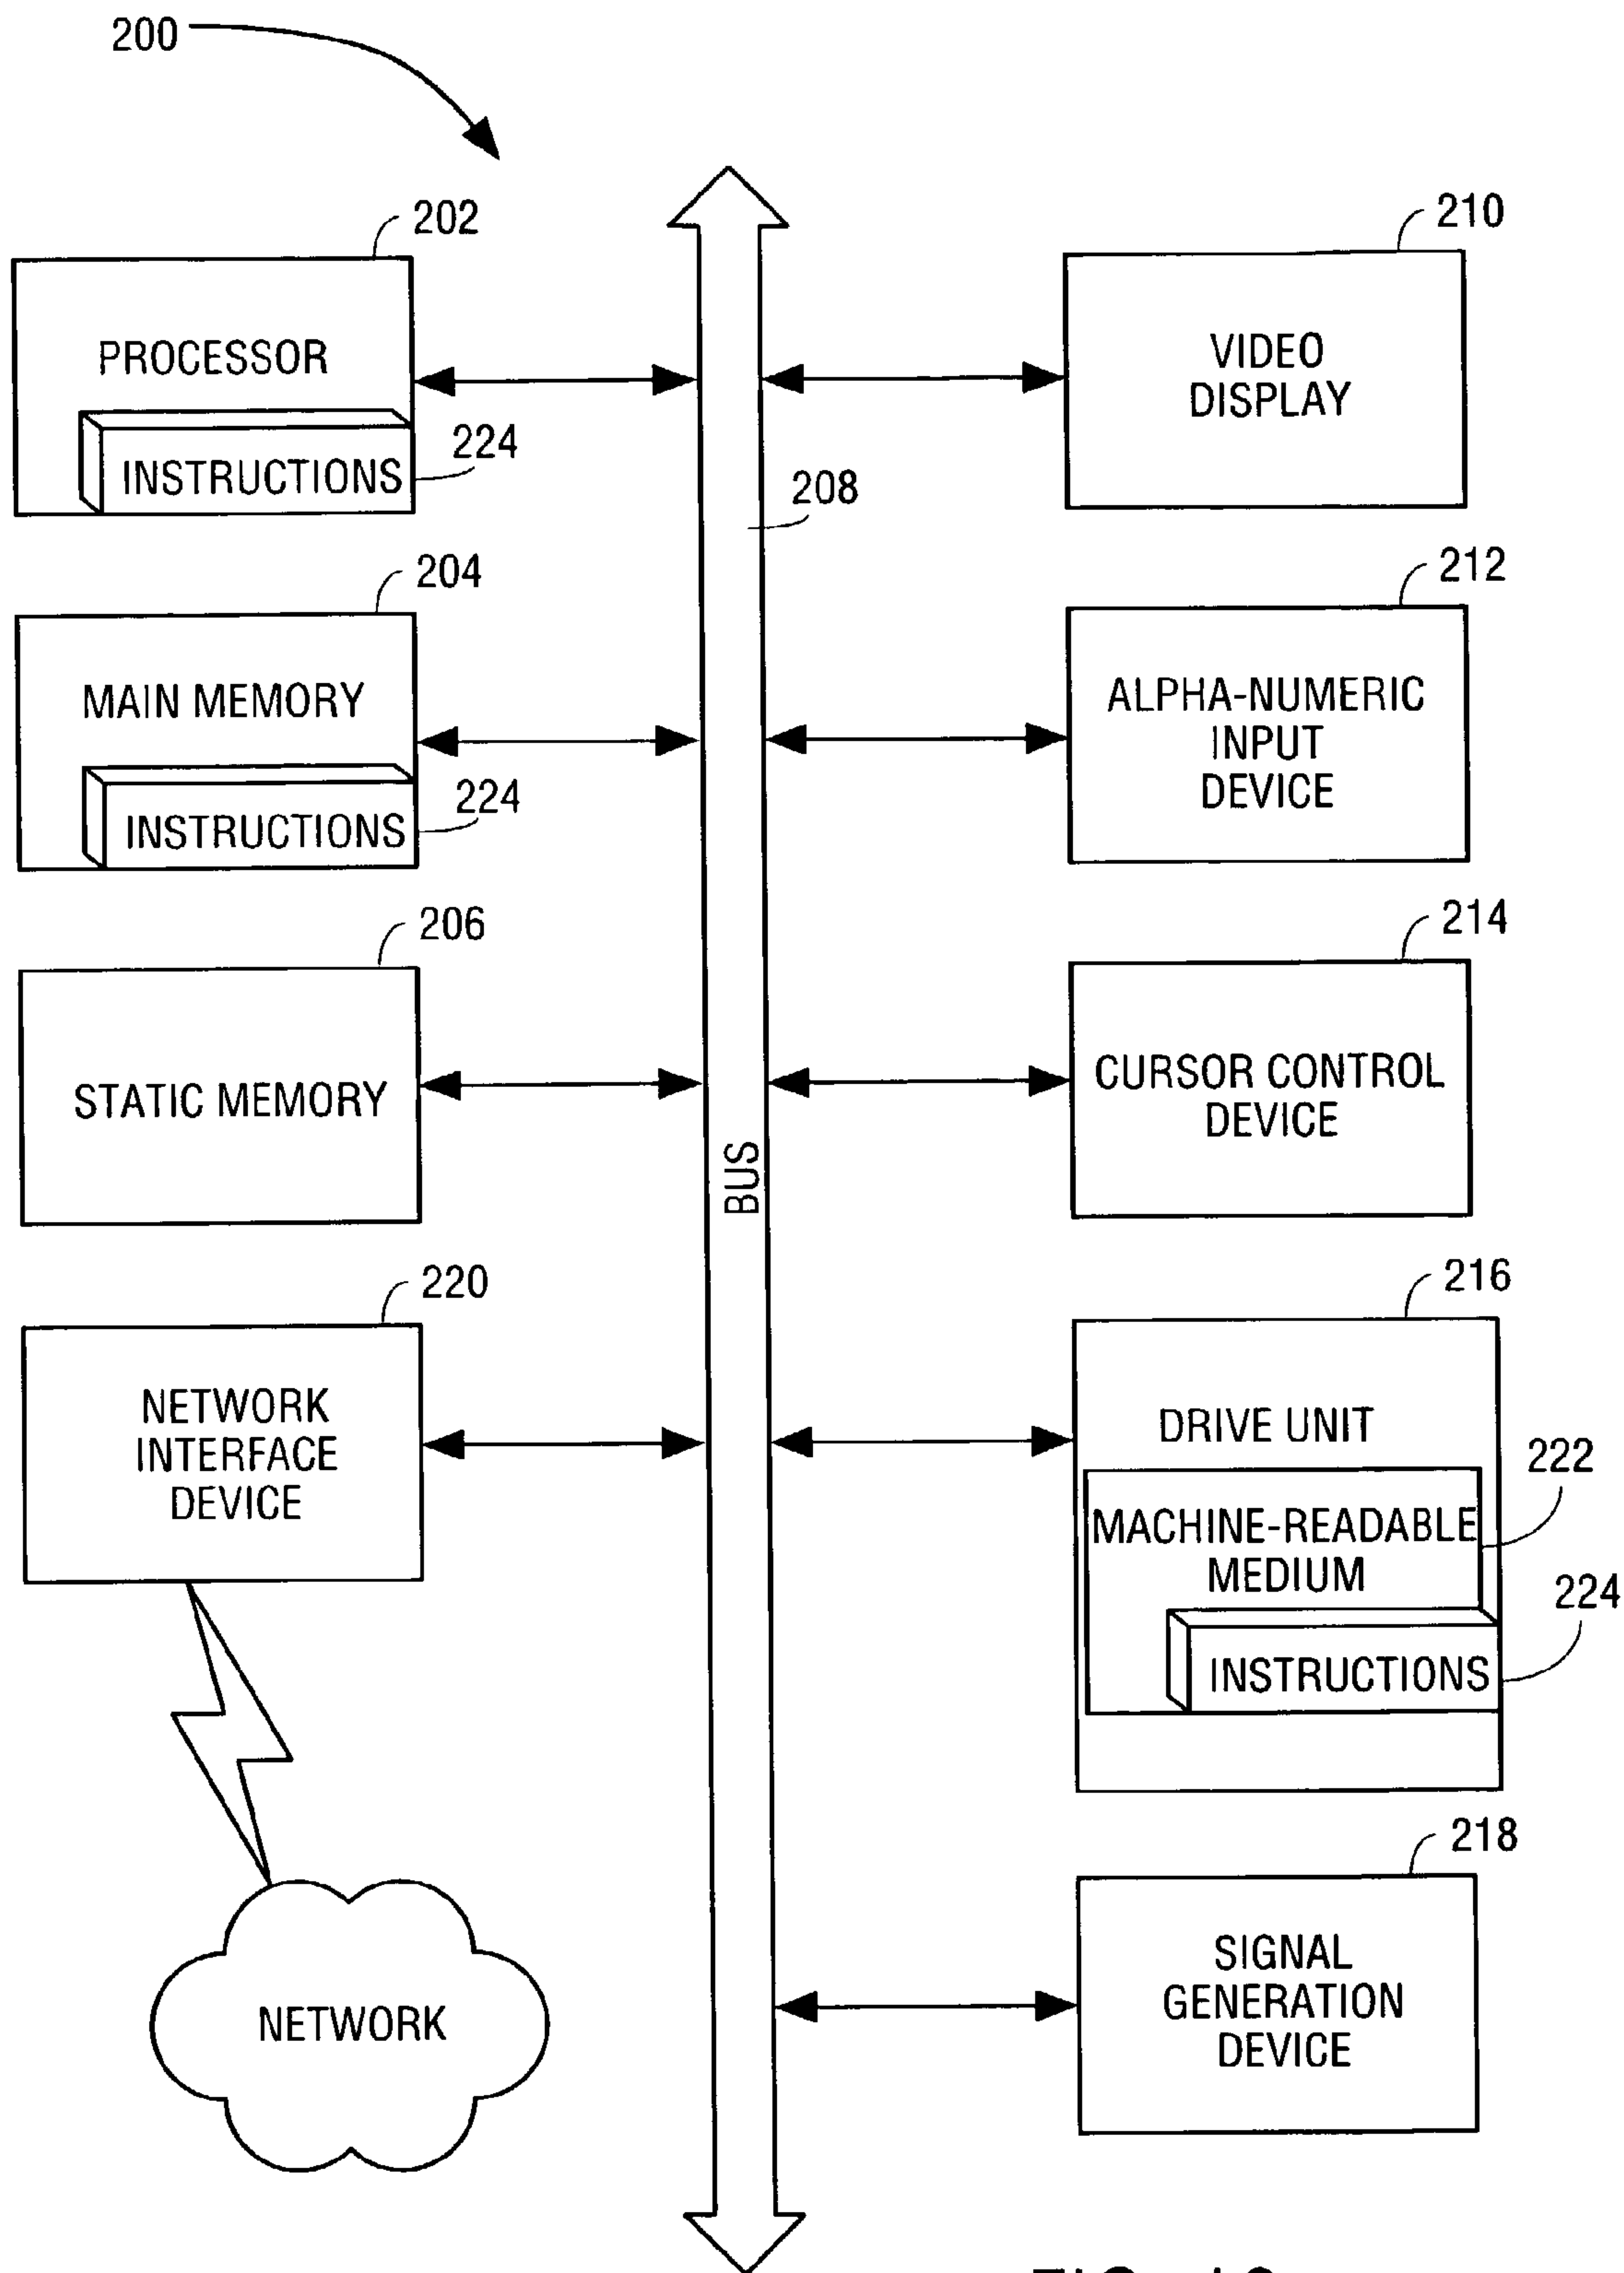 200
202
PROCESSOR
INSTRUCTIONS
224
204
MAIN MEMORY
INSTRUCTIONS
224
206
STATIC MEMORY
220
NETWORK
INTERFACE
DEVICE
NETWORK
208
BUS
210
VIDEO
DISPLAY
212
ALPHA-NUMERIC
INPUT
DEVICE
214
CURSOR CONTROL
DEVICE
216
DRIVE UNIT
222
MACHINE-READABLE
MEDIUM
224
INSTRUCTIONS
218
SIGNAL
GENERATION
DEVICE